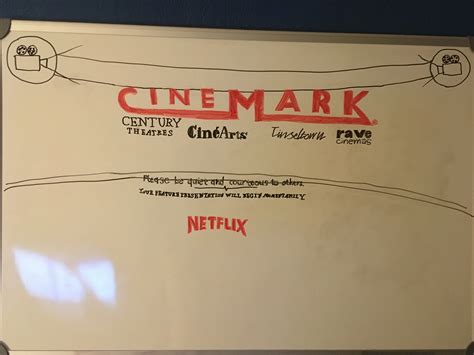 CINEMARK®
CENTURY THEATRES CinéArts Tinseltown rave cinemas
Please be quiet and courteous to others.
YOUR FEATURE PRESENTATION WILL BEGIN MOMENTARILY.
NETFLIX